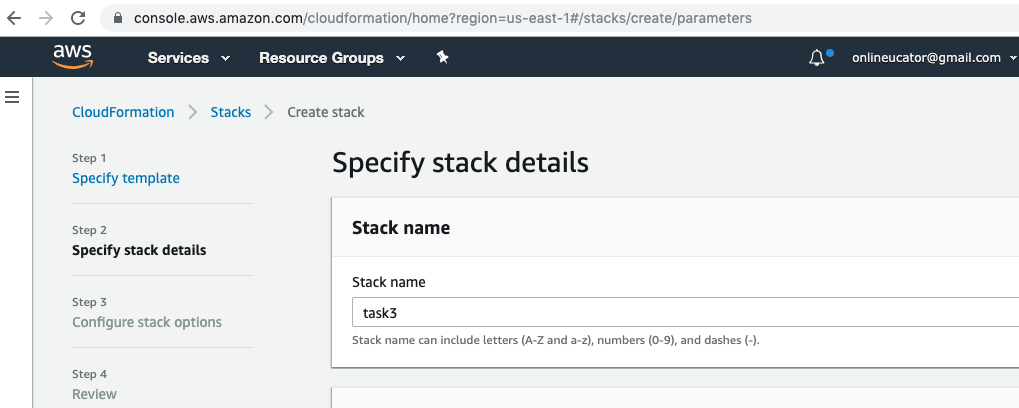 console.aws.amazon.com/cloudformation/home?region=us-east-1#/stacks/create/parameters
aws Services Resource Groups onlineucator@gmail.com
CloudFormation Stacks Create stack
Step 1
Specify template
Specify stack details
Step 2
Specify stack details
Stack name
Step 3
Configure stack options
Stack name
task3
Stack name can include letters (A-Z and a-z), numbers (0-9), and dashes (-).
Step 4
Review